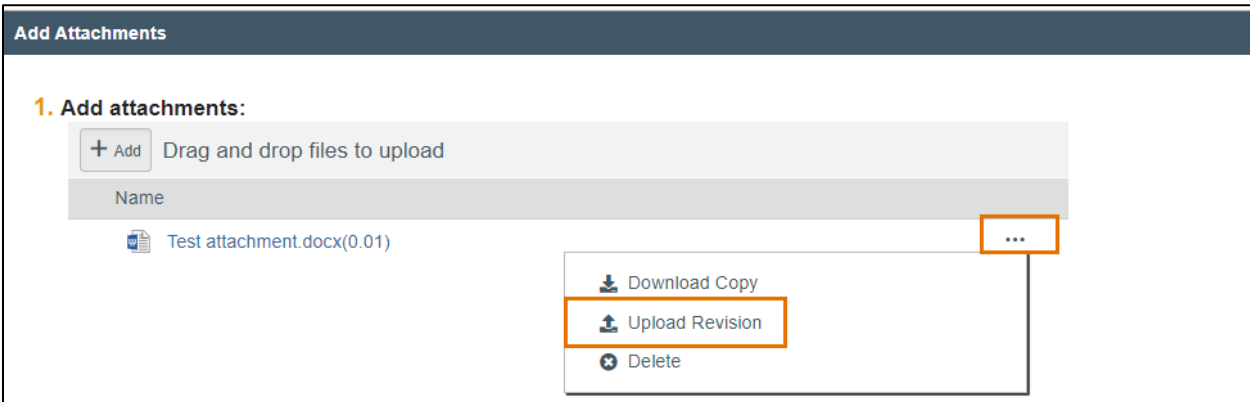 Add Attachments
1. Add attachments:
+ Add Drag and drop files to upload
Name
Test attachment.docx(0.01) ...
Download Copy
Upload Revision
Delete